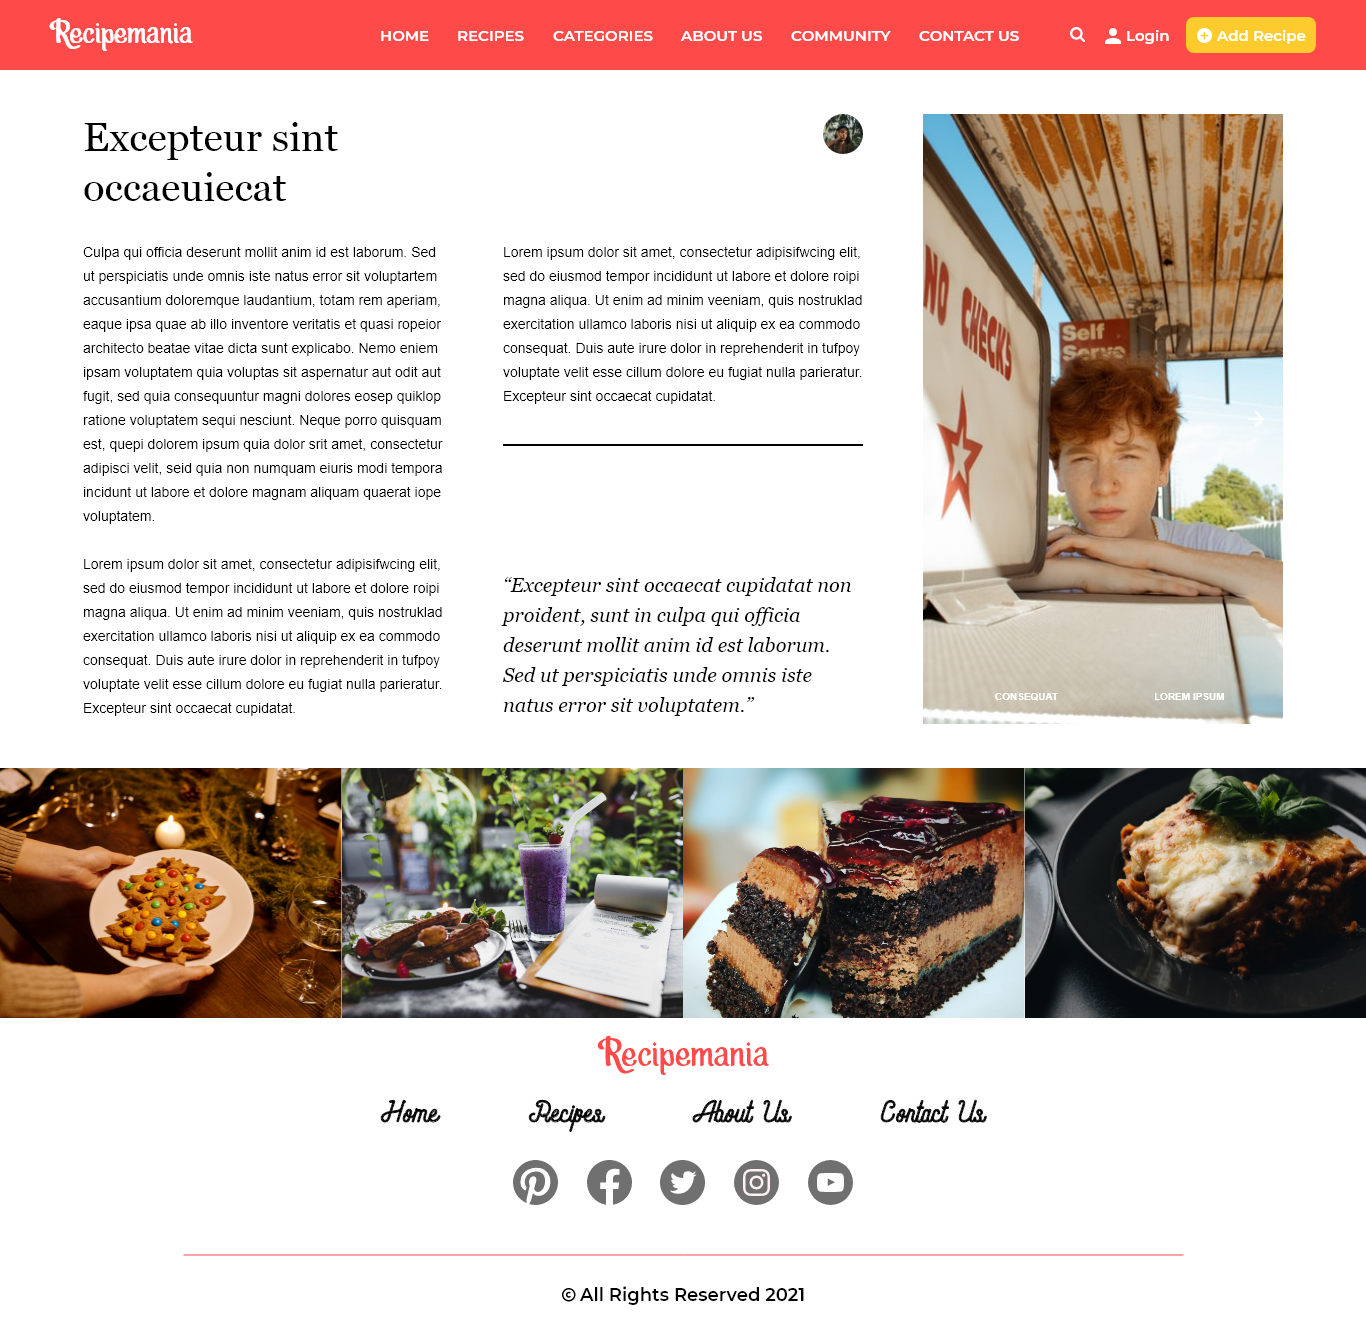 Recipemania
HOME RECIPES CATEGORIES ABOUT US COMMUNITY CONTACT US Login Add Recipe
Excepteur sint
occaeuiecat
Culpa qui officia deserunt mollit anim id est laborum. Sed
ut perspiciatis unde omnis iste natus error sit voluptartem
accusantium doloremque laudantium, totam rem aperiam,
eaque ipsa quae ab illo inventore veritatis et quasi ropeior
architecto beatae vitae dicta sunt explicabo. Nemo eniem
ipsam voluptatem quia voluptas sit aspernatur aut odit aut
fugit, sed quia consequuntur magni dolores eosep quiklop
ratione voluptatem sequi nesciunt. Neque porro quisquam
est, quepi dolorem ipsum quia dolor srit amet, consectetur
adipisci velit, seid quia non numquam eiuris modi tempora
incidunt ut labore et dolore magnam aliquam quaerat iope
voluptatem.
Lorem ipsum dolor sit amet, consectetur adipisifwcing elit,
sed do eiusmod tempor incididunt ut labore et dolore roipi
magna aliqua. Ut enim ad minim veeniam, quis nostruklad
exercitation ullamco laboris nisi ut aliquip ex ea commodo
consequat. Duis aute irure dolor in reprehenderit in tufpoy
voluptate velit esse cillum dolore eu fugiat nulla parieratur.
Excepteur sint occaecat cupidatat.
Lorem ipsum dolor sit amet, consectetur adipisifwcing elit,
sed do eiusmod tempor incididunt ut labore et dolore roipi
magna aliqua. Ut enim ad minim veeniam, quis nostruklad
exercitation ullamco laboris nisi ut aliquip ex ea commodo
consequat. Duis aute irure dolor in reprehenderit in tufpoy
voluptate velit esse cillum dolore eu fugiat nulla parieratur.
Excepteur sint occaecat cupidatat.
“Excepteur sint occaecat cupidatat non
proident, sunt in culpa qui officia
deserunt mollit anim id est laborum.
Sed ut perspiciatis unde omnis iste
natus error sit voluptatem.”
NO CHECKS
Self
Serve
CONSEQUAT LOREM IPSUM
Recipemania
Home Recipes About Us Contact Us
© All Rights Reserved 2021